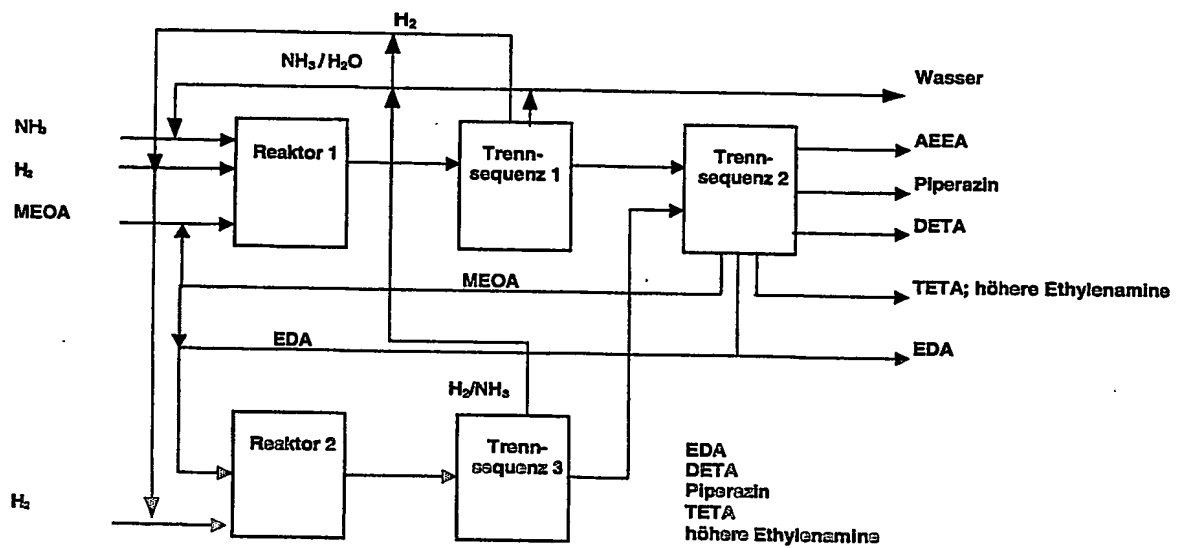 H₂
NH₃/H₂O
Wasser
NH₃
Reaktor 1
Trenn-
sequenz 1
Trenn-
sequenz 2
AEEA
H₂
Piperazin
MEOA
DETA
MEOA
TETA; höhere Ethylenamine
EDA
EDA
H₂/NH₃
Reaktor 2
Trenn-
sequenz 3
EDA
DETA
Piperazin
TETA
höhere Ethylenamine
H₂